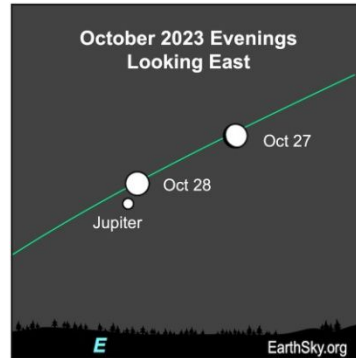 October 2023 Evenings
Looking East
Oct 27
Oct 28
Jupiter
E
EarthSky.org